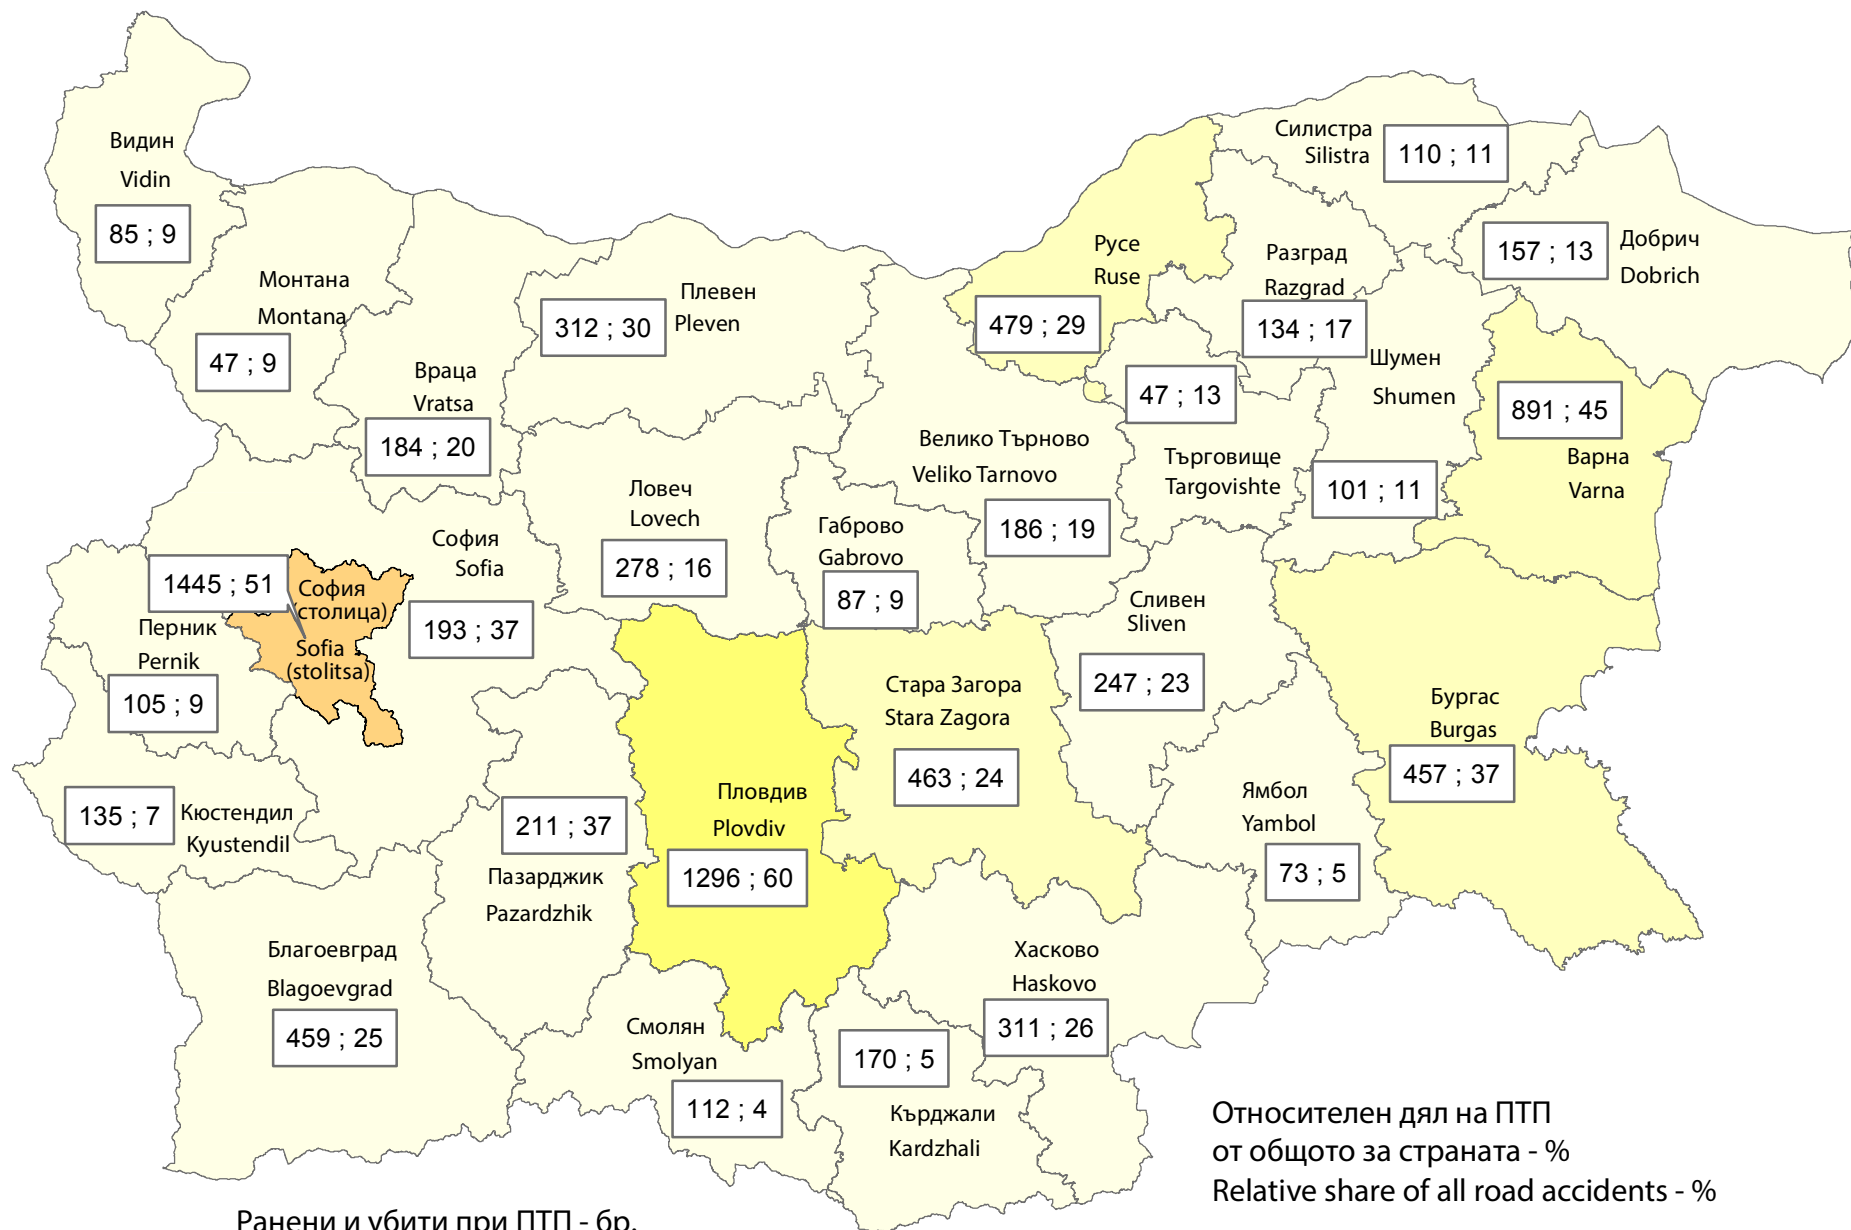 Видин
Vidin
85 ; 9
Монтана
Montana
47 ; 9
Враца
Vratsa
184 ; 20
Плевен
Pleven
312 ; 30
Русе
Ruse
479 ; 29
Силистра
Silistra
110 ; 11
Разград
Razgrad
134 ; 17
Добрич
Dobrich
157 ; 13
Шумен
Shumen
101 ; 11
Варна
Varna
891 ; 45
Търговище
Targovishte
47 ; 13
Велико Търново
Veliko Tarnovo
186 ; 19
Ловеч
Lovech
278 ; 16
Габрово
Gabrovo
87 ; 9
София
Sofia
193 ; 37
1445 ; 51
София
(столица)
Sofia
(stolitsa)
Перник
Pernik
105 ; 9
Кюстендил
Kyustendil
135 ; 7
Сливен
Sliven
247 ; 23
Стара Загора
Stara Zagora
463 ; 24
Бургас
Burgas
457 ; 37
Ямбол
Yambol
73 ; 5
Пловдив
Plovdiv
1296 ; 60
211 ; 37
Пазарджик
Pazardzhik
Благоевград
Blagoevgrad
459 ; 25
Смолян
Smolyan
112 ; 4
170 ; 5
Кърджали
Kardzhali
Хасково
Haskovo
311 ; 26
Относителен дял на ПТП
от общото за страната - %
Relative share of all road accidents - %
Ранени и убити при ПТП - бр.